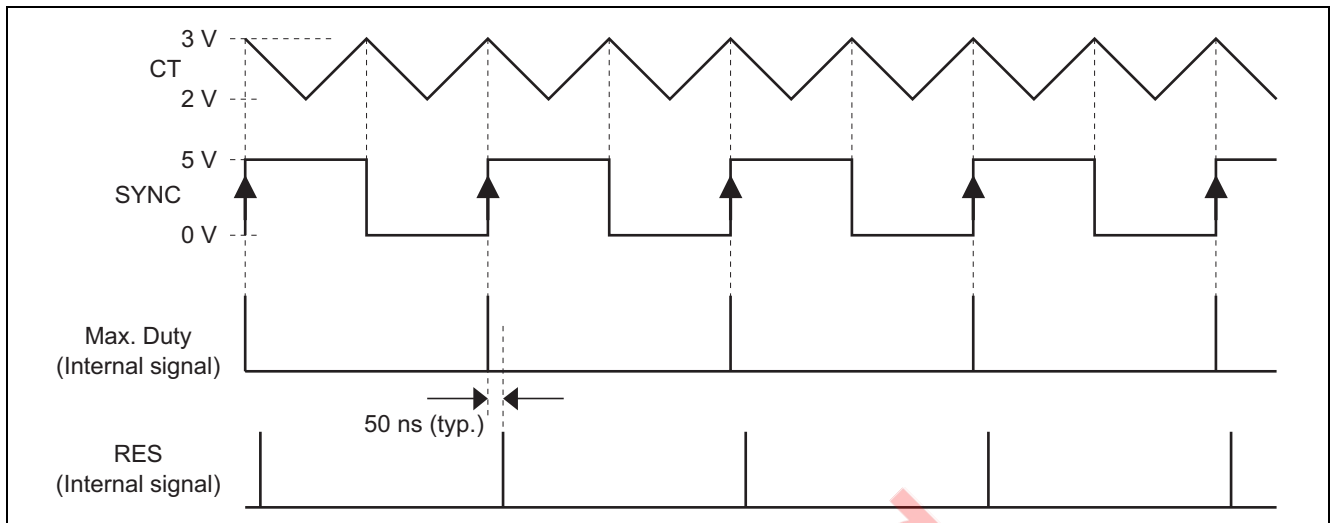 3 V
CT
2 V
5 V
SYNC
0 V
Max. Duty
(Internal signal)
50 ns (typ.)
RES
(Internal signal)